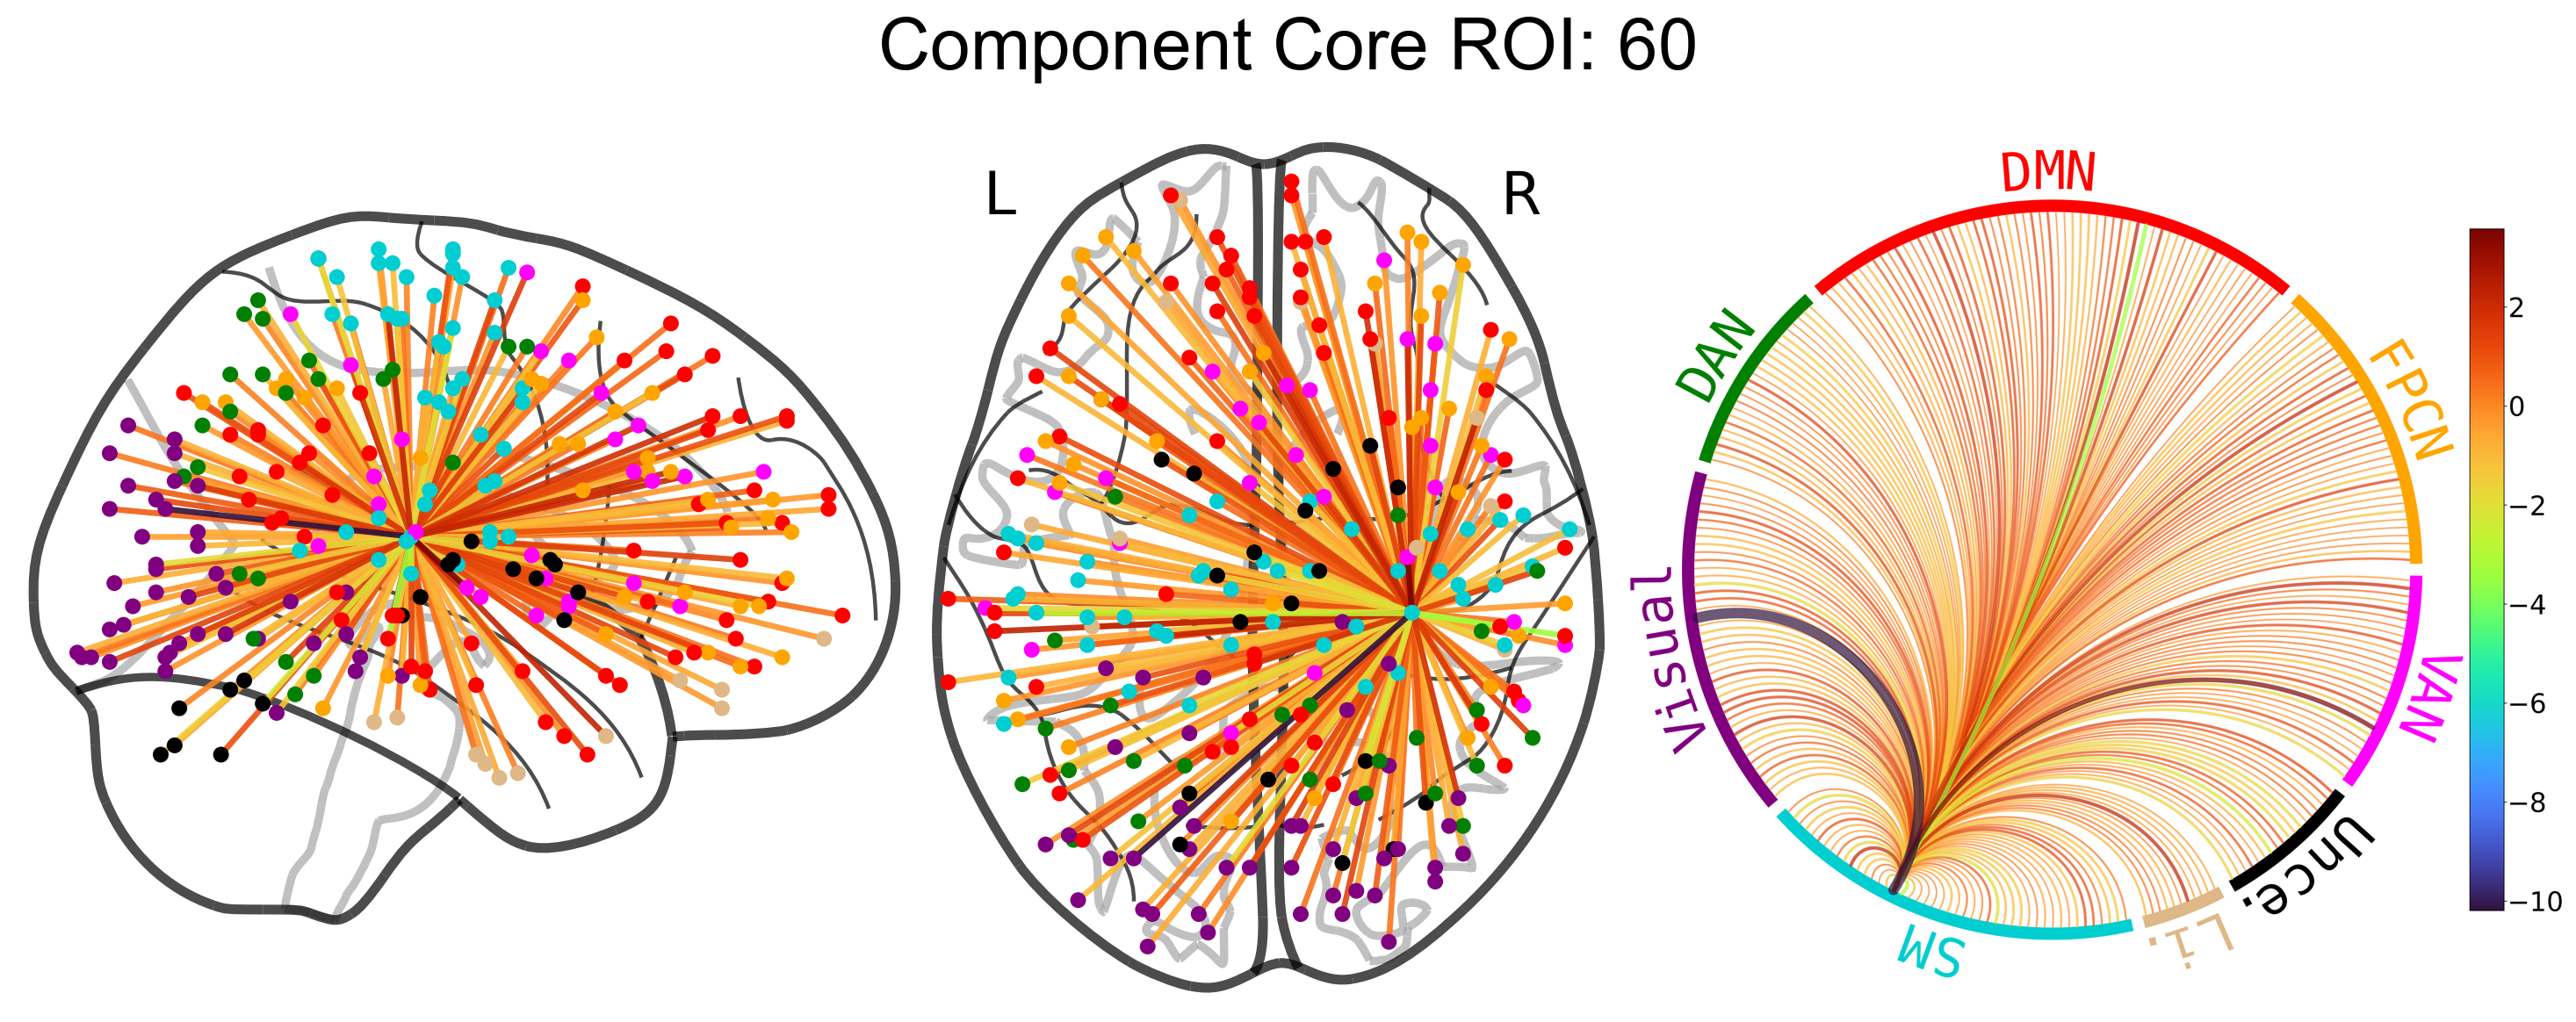 Component Core ROI: 60
L
R
DMN
FPCN
VAN
Unce.
Li.
SM
Visual
DAN
2
0
−2
−4
−6
−8
−10